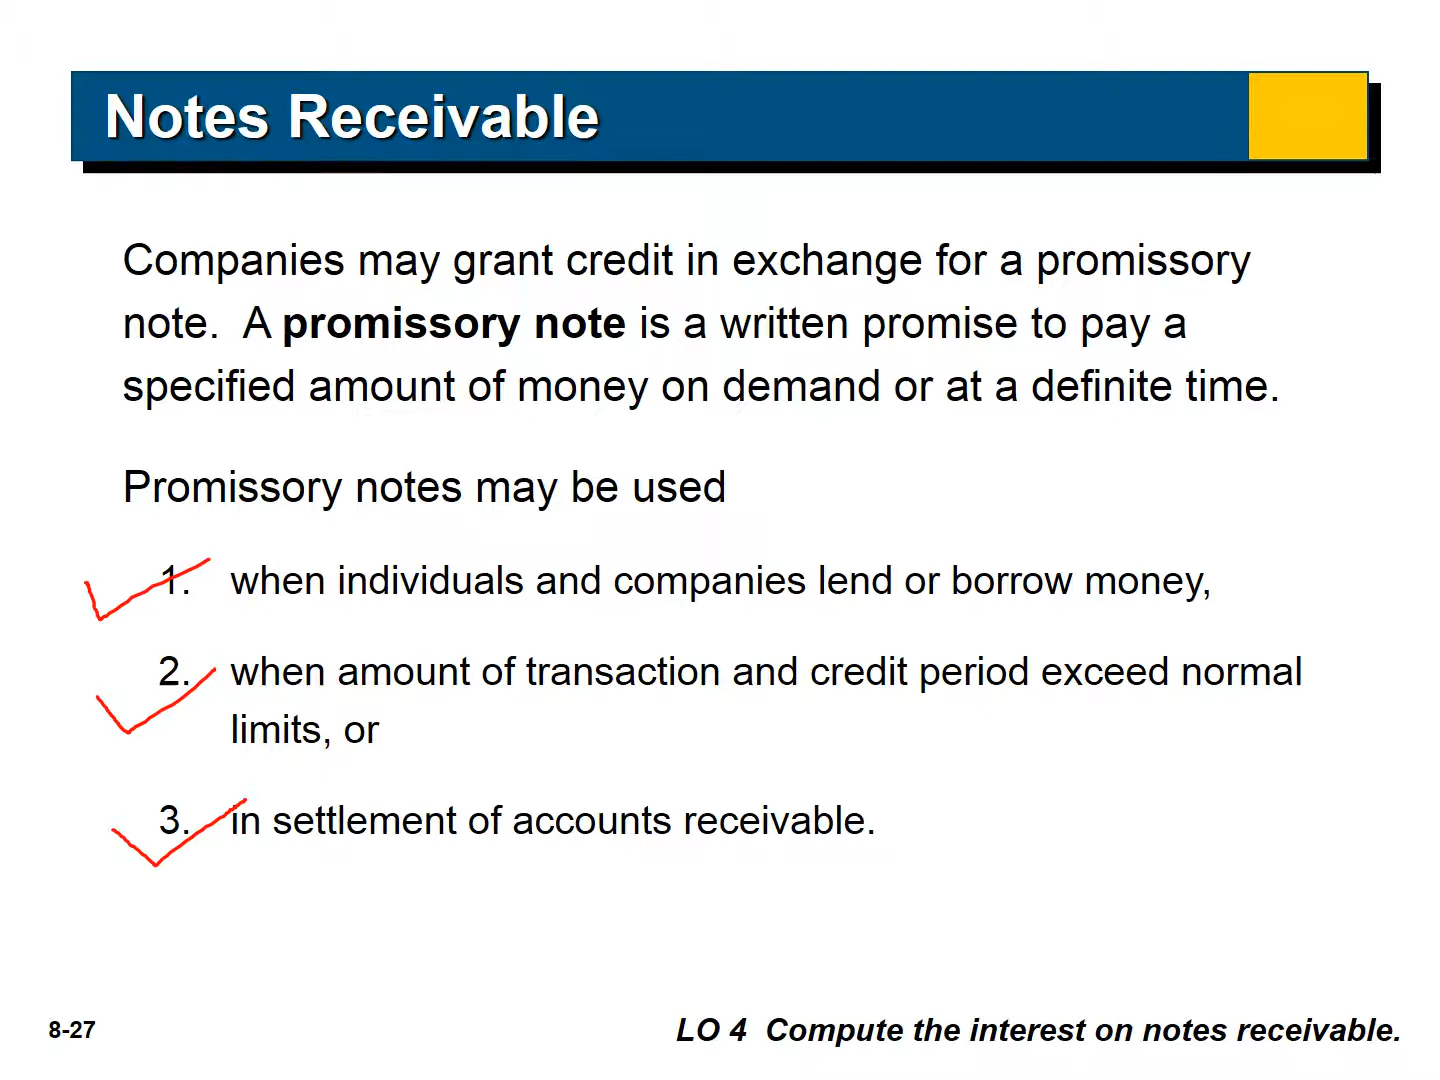 Notes Receivable
Companies may grant credit in exchange for a promissory
note.  A promissory note is a written promise to pay a
specified amount of money on demand or at a definite time.
Promissory notes may be used
1. when individuals and companies lend or borrow money,
2. when amount of transaction and credit period exceed normal
limits, or
3. in settlement of accounts receivable.
8-27
LO 4  Compute the interest on notes receivable.